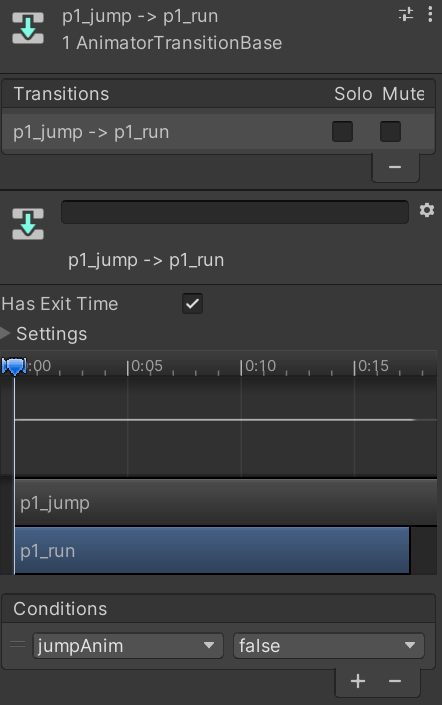 p1_jump -> p1_run
1 AnimatorTransitionBase
Transitions Solo Mute
p1_jump -> p1_run
p1_jump -> p1_run
Has Exit Time
Settings
:00 0:05 0:10 0:15
p1_jump
p1_run
Conditions
jumpAnim false
+ −